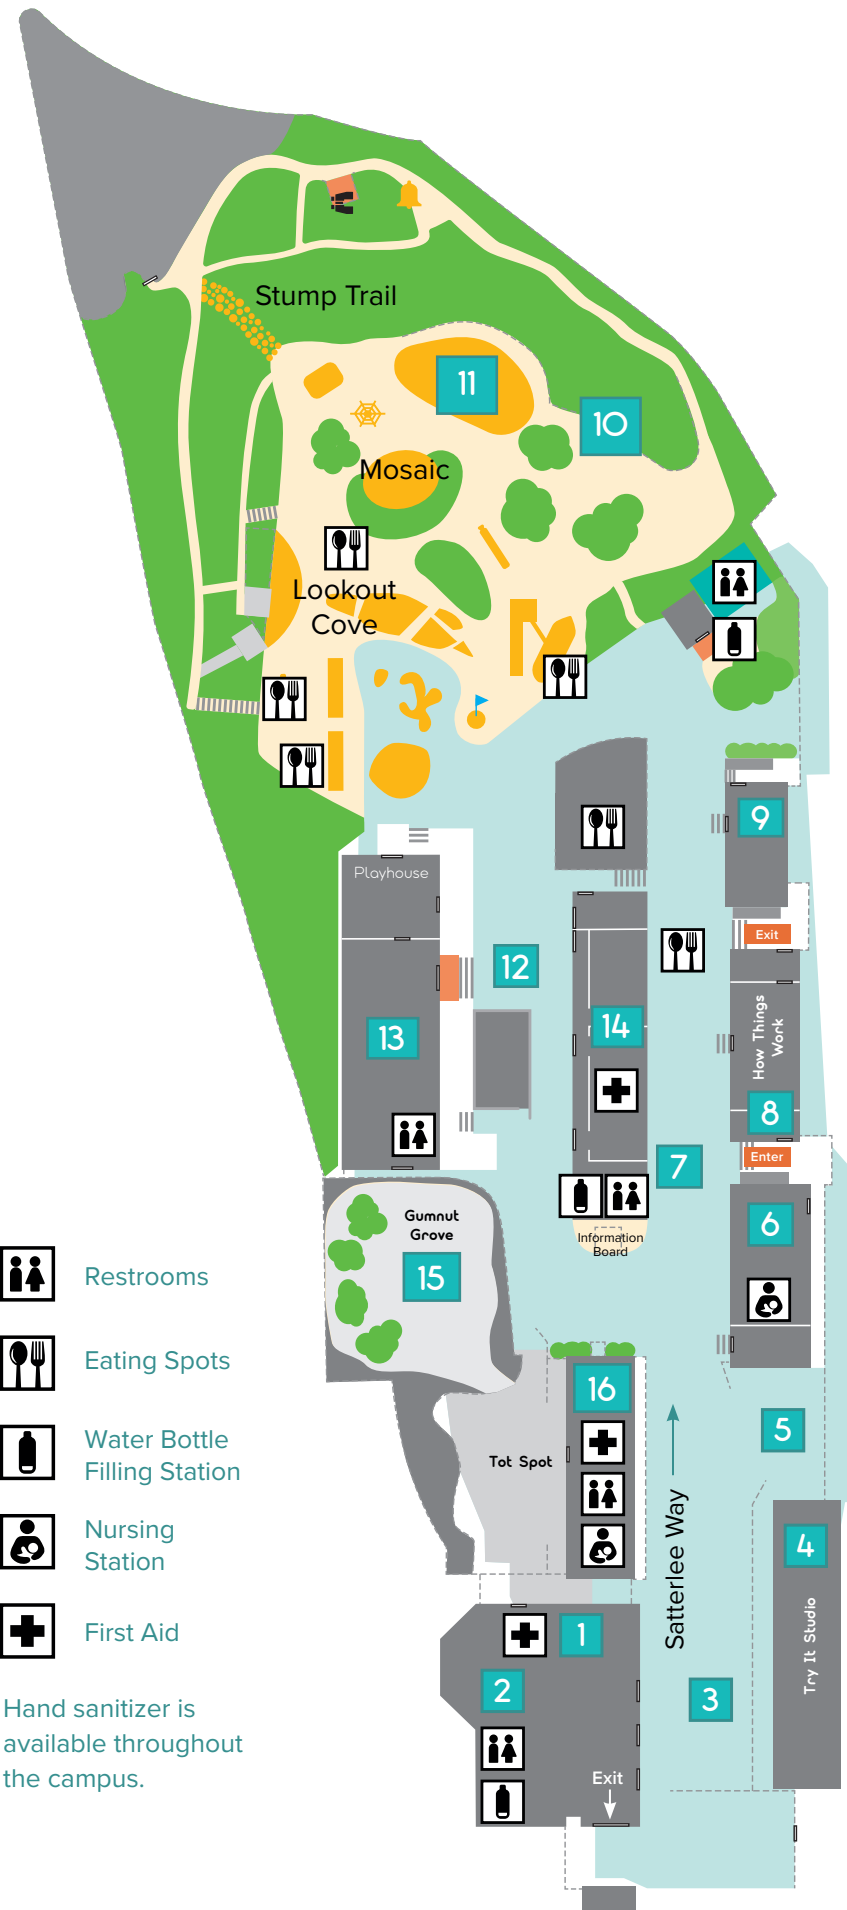 Stump Trail
11
10
Mosaic
Lookout
Cove
9
Playhouse
Exit
12
How Things
Work
14
13
8
Enter
7
6
Gumnut
Grove
Information
Board
15
Restrooms
16
Eating Spots
5
Water Bottle
Filling Station
Tot Spot
Satterlee Way
Nursing
Station
4
Try It Studio
First Aid
1
2
3
Hand sanitizer is
available throughout
the campus.
Exit